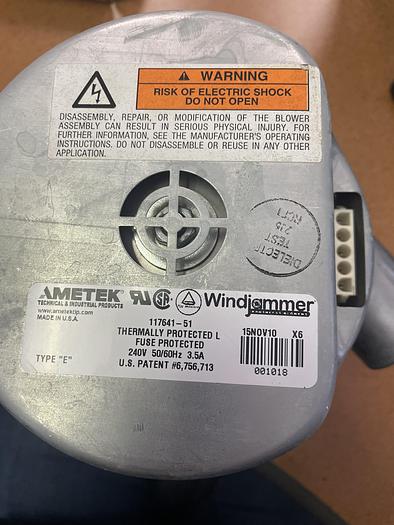 WARNING
RISK OF ELECTRIC SHOCK
DO NOT OPEN
DISASSEMBLY, REPAIR, OR MODIFICATION OF THE BLOWER
ASSEMBLY CAN RESULT IN SERIOUS PHYSICAL INJURY. FOR
FURTHER INFORMATION, SEE THE MANUFACTURER'S OPERATING
INSTRUCTIONS. DO NOT DISASSEMBLE OR REUSE IN ANY OTHER
APPLICATION.
DIELECTR
TEST
AMETEK
TECHNICAL & INDUSTRIAL PRODUCTS
www.ametektip.com
MADE IN U.S.A.
Windjammer
117641-51
THERMALLY PROTECTED L
FUSE PROTECTED
240V 50/60Hz 3.5A
U.S. PATENT #6,756,713
TYPE "E"
15NOV10 X6
001018